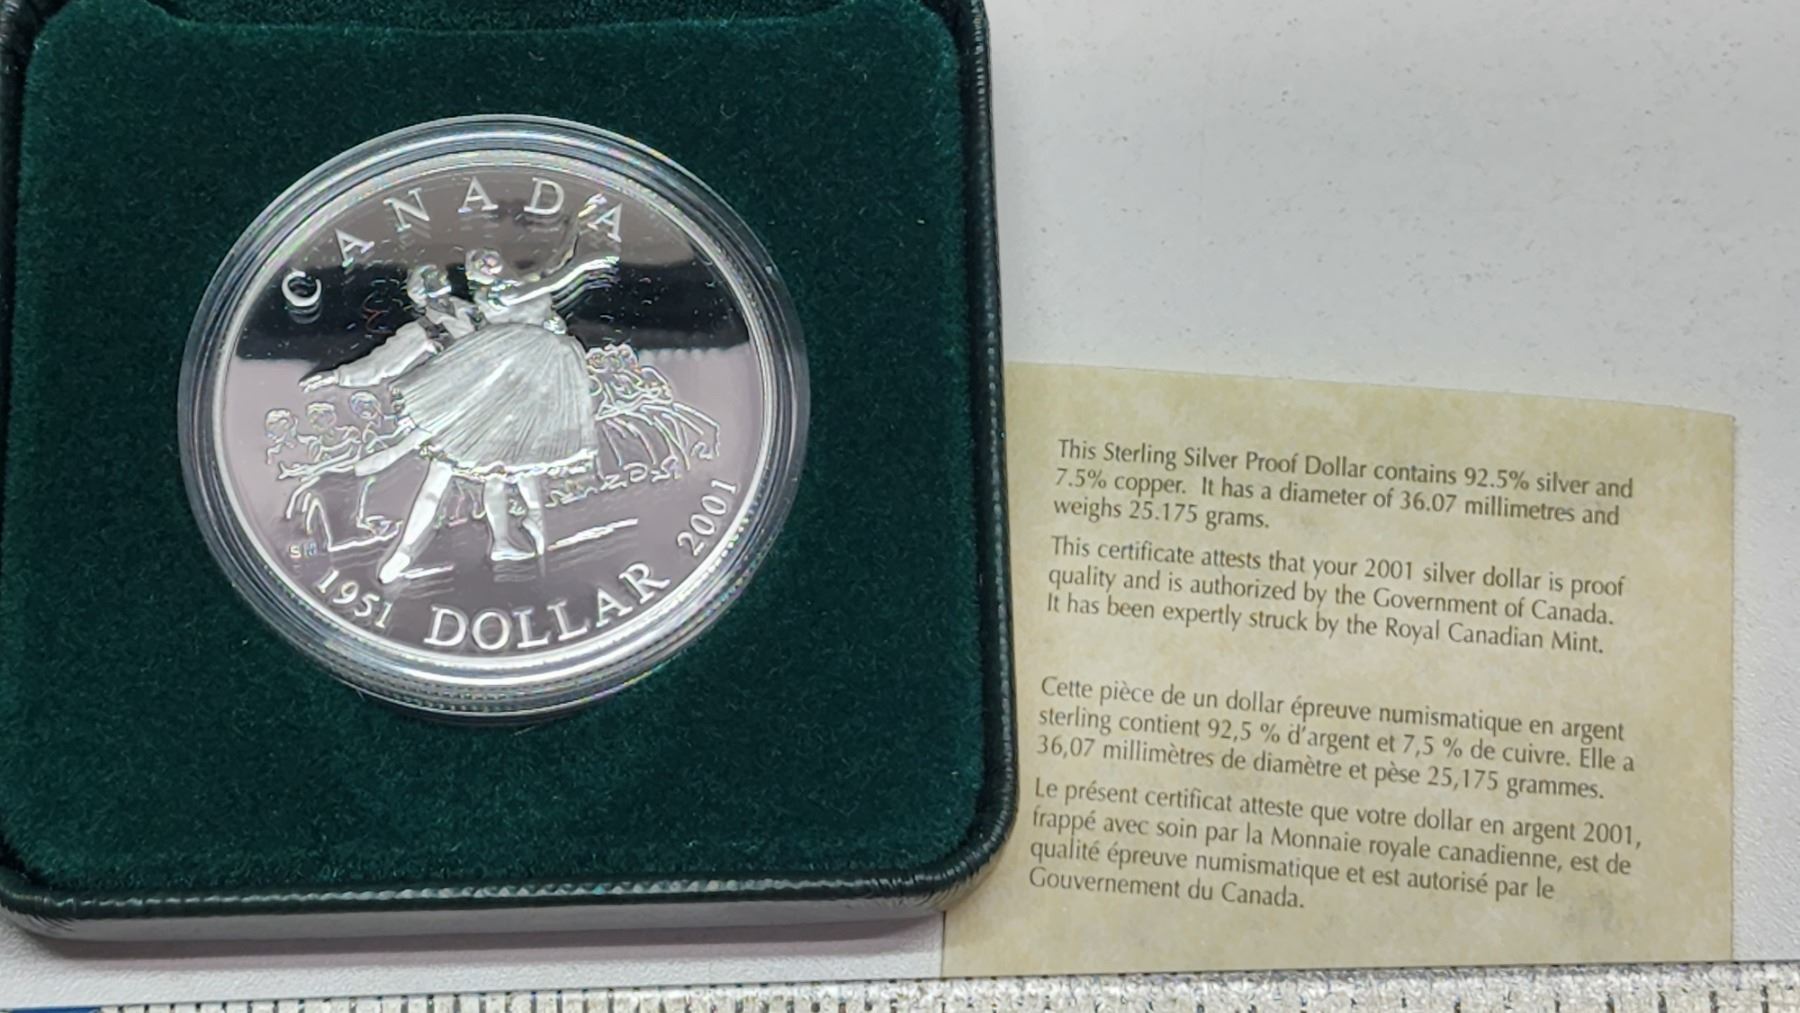 CANADA
1951 DOLLAR 2001
This Sterling Silver Proof Dollar contains 92.5% silver and
7.5% copper. It has a diameter of 36.07 millimetres and
weighs 25.175 grams.
This certificate attests that your 2001 silver dollar is proof
quality and is authorized by the Government of Canada.
It has been expertly struck by the Royal Canadian Mint.
Cette pièce de un dollar épreuve numismatique en argent
sterling contient 92,5 % d'argent et 7,5 % de cuivre. Elle a
36,07 millimètres de diamètre et pèse 25,175 grammes.
Le présent certificat atteste que votre dollar en argent 2001,
frappé avec soin par la Monnaie royale canadienne, est de
qualité épreuve numismatique et est autorisé par le
Gouvernement du Canada.